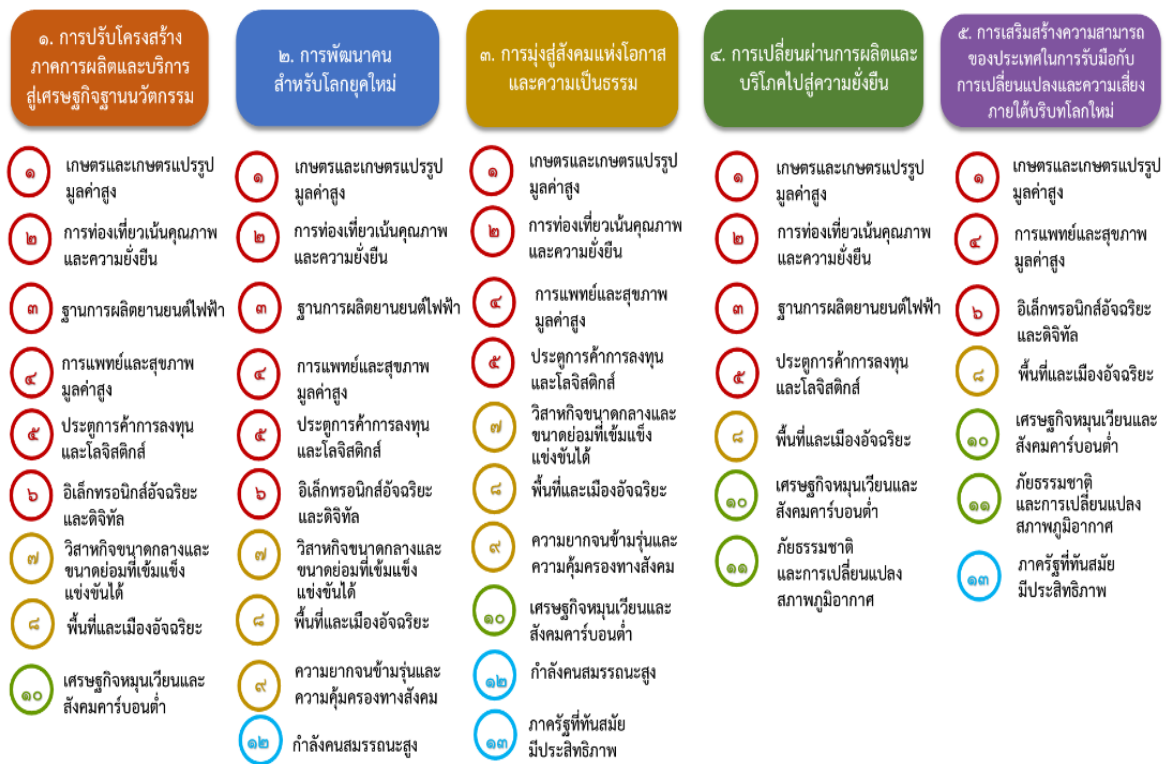 ๑. การปรับโครงสร้าง
ภาคการผลิตและบริการ
สู่เศรษฐกิจฐานนวัตกรรม
๑
เกษตรและเกษตรแปรรูป
มูลค่าสูง
๒
การท่องเที่ยวเน้นคุณภาพ
และความยั่งยืน
๓
ฐานการผลิตยานยนต์ไฟฟ้า
๔
การแพทย์และสุขภาพ
มูลค่าสูง
๕
ประตูการค้าการลงทุน
และโลจิสติกส์
๖
อิเล็กทรอนิกส์อัจฉริยะ
และดิจิทัล
๗
วิสาหกิจขนาดกลางและ
ขนาดย่อมที่เข้มแข็ง
แข่งขันได้
๘
พื้นที่และเมืองอัจฉริยะ
๑๐
เศรษฐกิจหมุนเวียนและ
สังคมคาร์บอนต่ำ
๒. การพัฒนาคน
สำหรับโลกยุคใหม่
๑
เกษตรและเกษตรแปรรูป
มูลค่าสูง
๒
การท่องเที่ยวเน้นคุณภาพ
และความยั่งยืน
๓
ฐานการผลิตยานยนต์ไฟฟ้า
๔
การแพทย์และสุขภาพ
มูลค่าสูง
๕
ประตูการค้าการลงทุน
และโลจิสติกส์
๖
อิเล็กทรอนิกส์อัจฉริยะ
และดิจิทัล
๗
วิสาหกิจขนาดกลางและ
ขนาดย่อมที่เข้มแข็ง
แข่งขันได้
๘
พื้นที่และเมืองอัจฉริยะ
๙
ความยากจนข้ามรุ่นและ
ความคุ้มครองทางสังคม
๑๒
กำลังคนสมรรถนะสูง
๓. การมุ่งสู่สังคมแห่งโอกาส
และความเป็นธรรม
๑
เกษตรและเกษตรแปรรูป
มูลค่าสูง
๒
การท่องเที่ยวเน้นคุณภาพ
และความยั่งยืน
๔
การแพทย์และสุขภาพ
มูลค่าสูง
๕
ประตูการค้าการลงทุน
และโลจิสติกส์
๗
วิสาหกิจขนาดกลางและ
ขนาดย่อมที่เข้มแข็ง
แข่งขันได้
๘
พื้นที่และเมืองอัจฉริยะ
๙
ความยากจนข้ามรุ่นและ
ความคุ้มครองทางสังคม
๑๐
เศรษฐกิจหมุนเวียนและ
สังคมคาร์บอนต่ำ
๑๒
กำลังคนสมรรถนะสูง
๑๓
ภาครัฐที่ทันสมัย
มีประสิทธิภาพ
๔. การเปลี่ยนผ่านการผลิตและ
บริโภคไปสู่ความยั่งยืน
๑
เกษตรและเกษตรแปรรูป
มูลค่าสูง
๒
การท่องเที่ยวเน้นคุณภาพ
และความยั่งยืน
๓
ฐานการผลิตยานยนต์ไฟฟ้า
๕
ประตูการค้าการลงทุน
และโลจิสติกส์
๘
พื้นที่และเมืองอัจฉริยะ
๑๐
เศรษฐกิจหมุนเวียนและ
สังคมคาร์บอนต่ำ
๑๑
ภัยธรรมชาติ
และการเปลี่ยนแปลง
สภาพภูมิอากาศ
๕. การเสริมสร้างความสามารถ
ของประเทศในการรับมือกับ
การเปลี่ยนแปลงและความเสี่ยง
ภายใต้บริบทโลกใหม่
๑
เกษตรและเกษตรแปรรูป
มูลค่าสูง
๔
การแพทย์และสุขภาพ
มูลค่าสูง
๖
อิเล็กทรอนิกส์อัจฉริยะ
และดิจิทัล
๘
พื้นที่และเมืองอัจฉริยะ
๑๐
เศรษฐกิจหมุนเวียนและ
สังคมคาร์บอนต่ำ
๑๑
ภัยธรรมชาติ
และการเปลี่ยนแปลง
สภาพภูมิอากาศ
๑๓
ภาครัฐที่ทันสมัย
มีประสิทธิภาพ